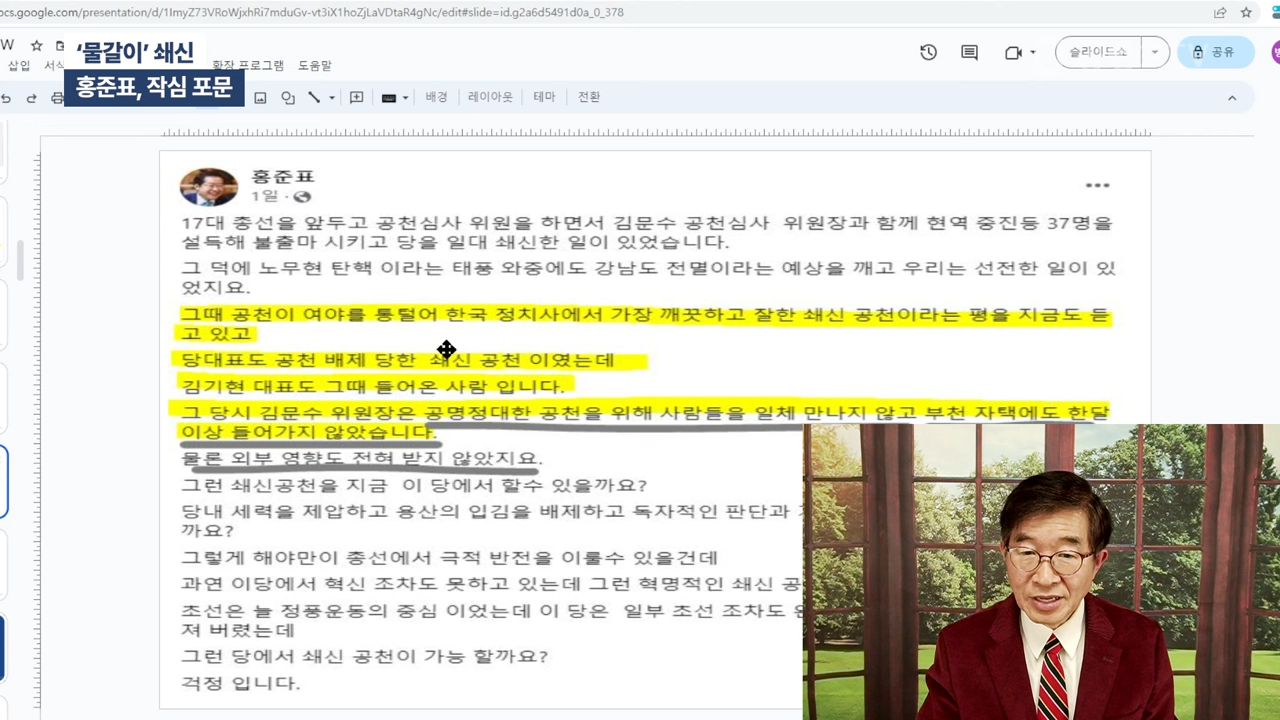 ocs.google.com/presentation/d/1ImyZ73VRoWjxhRi7mduGv-vt3iX1hoZjLaVDtaR4gNc/edit#slide=id.g2a6d5491d0a_0_378
W
‘물갈이’ 쇄신
홍준표, 작심 포문
삽입 서식 확장 프로그램 도움말
슬라이드쇼
공유
배경 레이아웃 테마 전환
홍준표
1일 ·
17대 총선을 앞두고 공천심사 위원을 하면서 김문수 공천심사 위원장과 함께 현역 중진등 37명을
설득해 불출마 시키고 당을 일대 쇄신한 일이 있었습니다.
그 덕에 노무현 탄핵 이라는 태풍 와중에도 강남도 전멸이라는 예상을 깨고 우리는 선전한 일이 있
었지요.
그때 공천이 여야를 통털어 한국 정치사에서 가장 깨끗하고 잘한 쇄신 공천이라는 평을 지금도 듣
고 있고
당대표도 공천 배제 당한 쇄신 공천 이였는데
김기현 대표도 그때 들어온 사람 입니다.
그 당시 김문수 위원장은 공명정대한 공천을 위해 사람들을 일체 만나지 않고 부천 자택에도 한달
이상 들어가지 않았습니다.
물론 외부 영향도 전혀 받지 않았지요.
그런 쇄신공천을 지금 이 당에서 할수 있을까요?
당내 세력을 제압하고 용산의 입김을 배제하고 독자적인 판단과
까요?
그렇게 해야만이 총선에서 극적 반전을 이룰수 있을건데
과연 이당에서 혁신 조차도 못하고 있는데 그런 혁명적인 쇄신 공
초선은 늘 정풍운동의 중심 이었는데 이 당은 일부 초선 조차도
져 버렸는데
그런 당에서 쇄신 공천이 가능 할까요?
걱정 입니다.